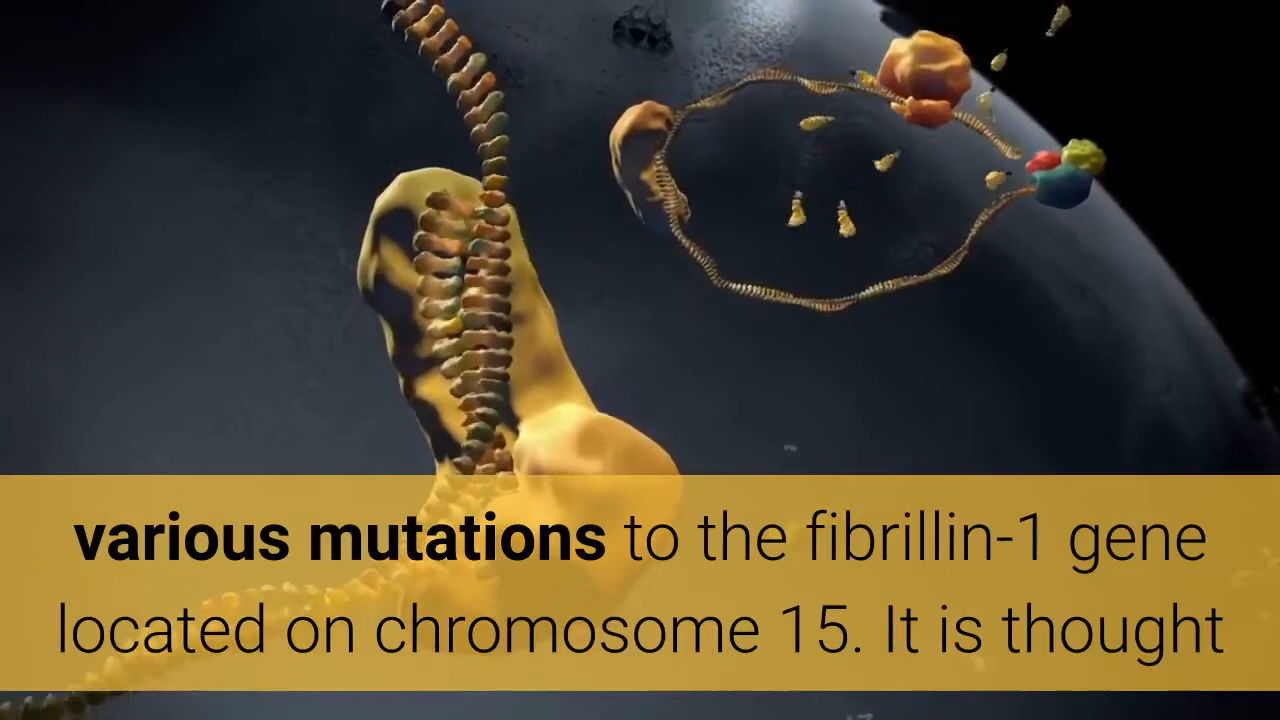 various mutations to the fibrillin-1 gene
located on chromosome 15. It is thought